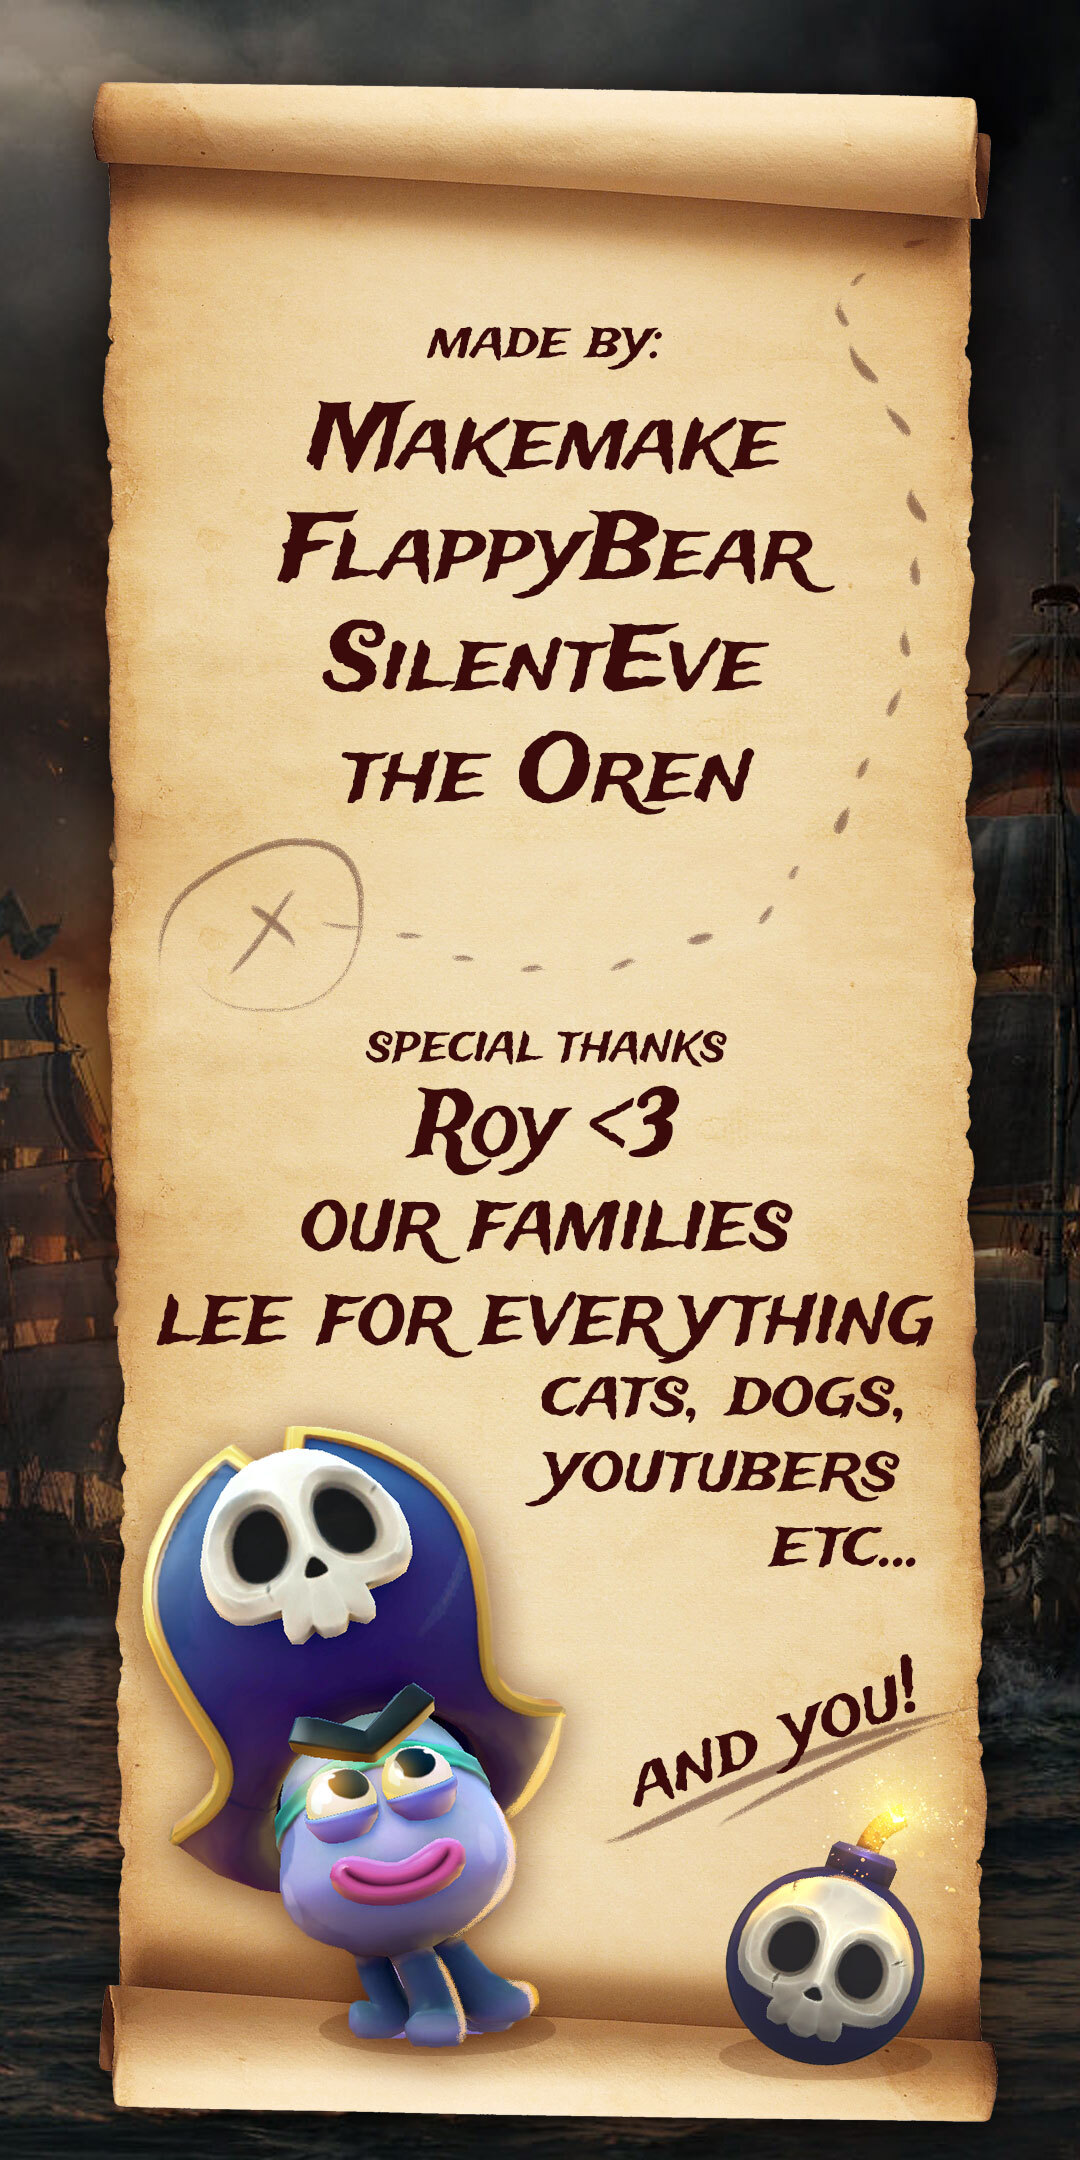 MADE BY:
MAKEMAKE
FLAPPYBEAR
SILENTEVE
THE OREN
X
SPECIAL THANKS
ROY <3
OUR FAMILIES
LEE FOR EVERYTHING
CATS, DOGS,
YOUTUBERS
ETC...
AND YOU!